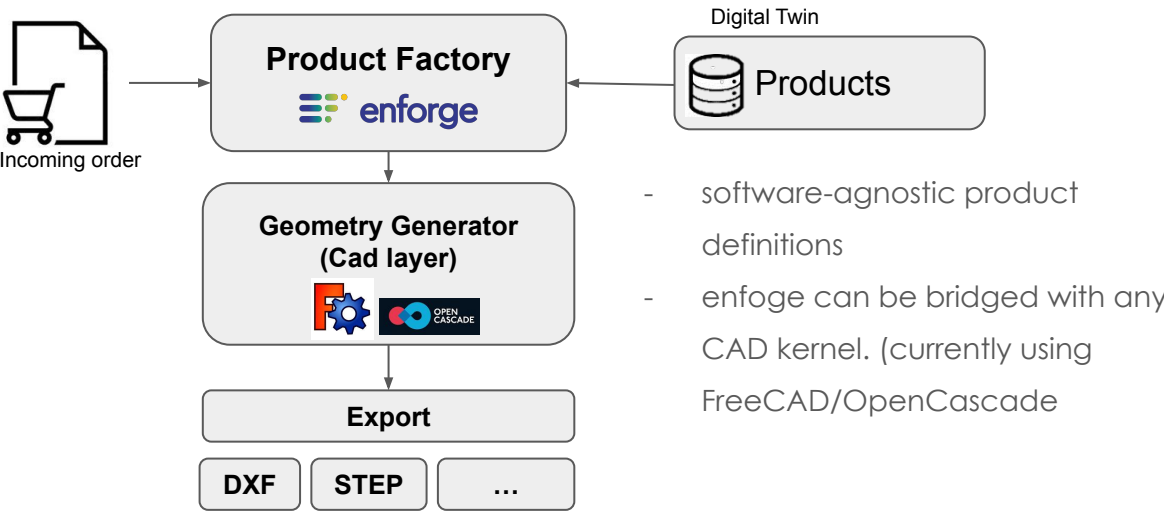 Digital Twin
Product Factory
enforge
Products
Incoming order
Geometry Generator
(Cad layer)
OPEN
CASCADE
Export
DXF
STEP
...
- software-agnostic product
definitions
- enfoge can be bridged with any
CAD kernel. (currently using
FreeCAD/OpenCascade